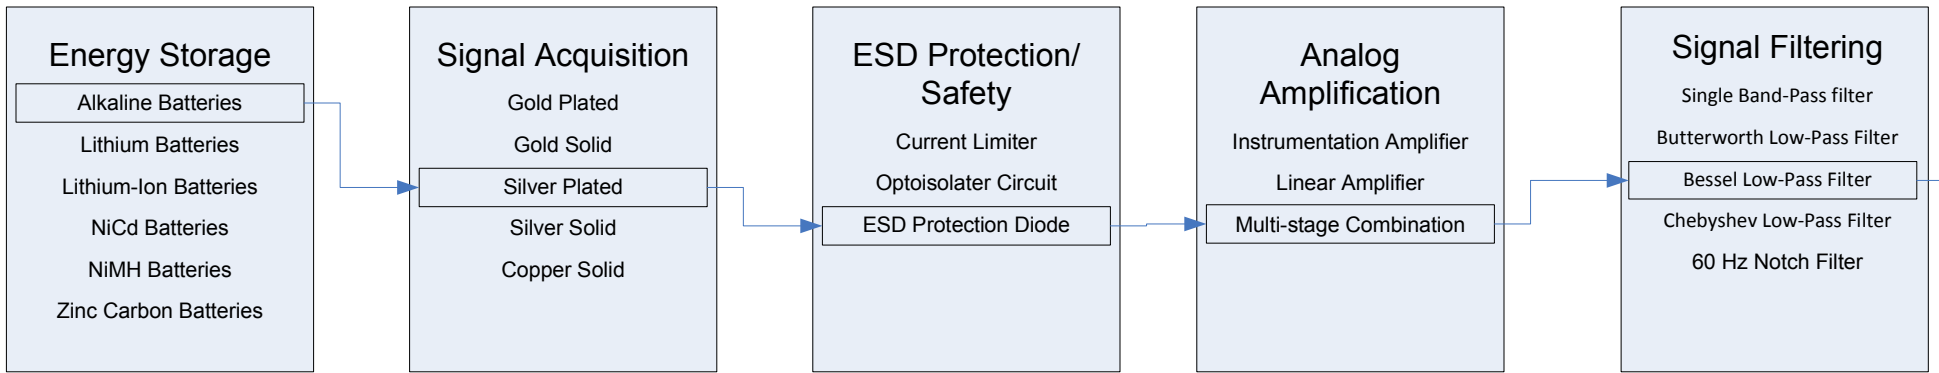 Energy Storage
Alkaline Batteries
Lithium Batteries
Lithium-Ion Batteries
NiCd Batteries
NiMH Batteries
Zinc Carbon Batteries
Signal Acquisition
Gold Plated
Gold Solid
Silver Plated
Silver Solid
Copper Solid
ESD Protection/
Safety
Current Limiter
Optoisolater Circuit
ESD Protection Diode
Analog
Amplification
Instrumentation Amplifier
Linear Amplifier
Multi-stage Combination
Signal Filtering
Single Band-Pass filter
Butterworth Low-Pass Filter
Bessel Low-Pass Filter
Chebyshev Low-Pass Filter
60 Hz Notch Filter